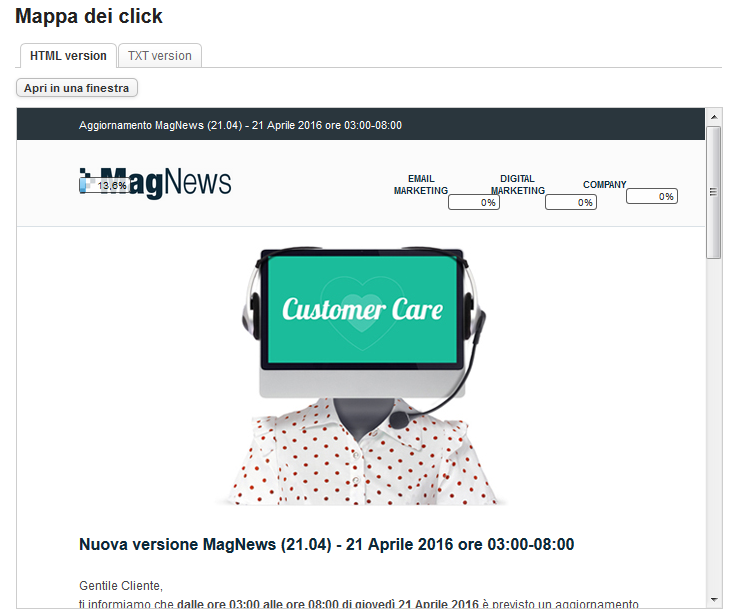 Mappa dei click
HTML version TXT version
Apri in una finestra
Aggiornamento MagNews (21.04) - 21 Aprile 2016 ore 03:00-08:00
MagNews
13,6%
EMAIL MARKETING
0%
DIGITAL MARKETING
0%
COMPANY
0%
Customer Care
Nuova versione MagNews (21.04) - 21 Aprile 2016 ore 03:00-08:00
Gentile Cliente,
ti informiamo che dalle ore 03:00 alle ore 08:00 di giovedì 21 Aprile 2016 è previsto un aggiornamento